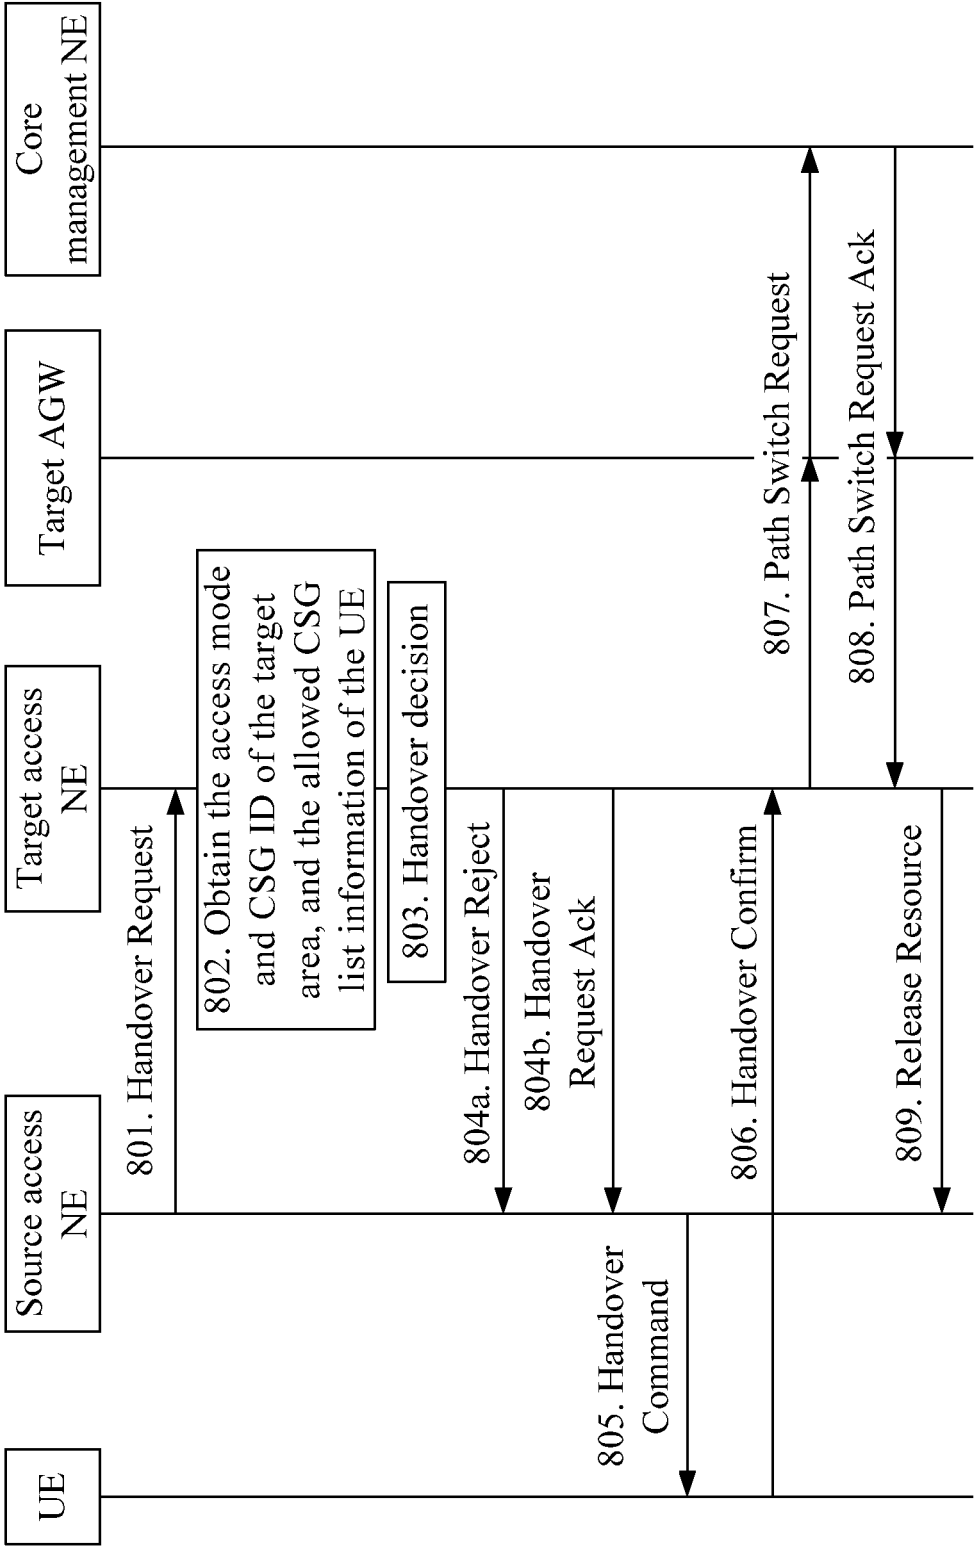 UE
Source access
NE
Target access
NE
Target AGW
Core
management NE
801. Handover Request
802. Obtain the access mode
and CSG ID of the target
area, and the allowed CSG
list information of the UE
803. Handover decision
804a. Handover Reject
804b. Handover
Request Ack
805. Handover
Command
806. Handover Confirm
807. Path Switch Request
808. Path Switch Request Ack
809. Release Resource